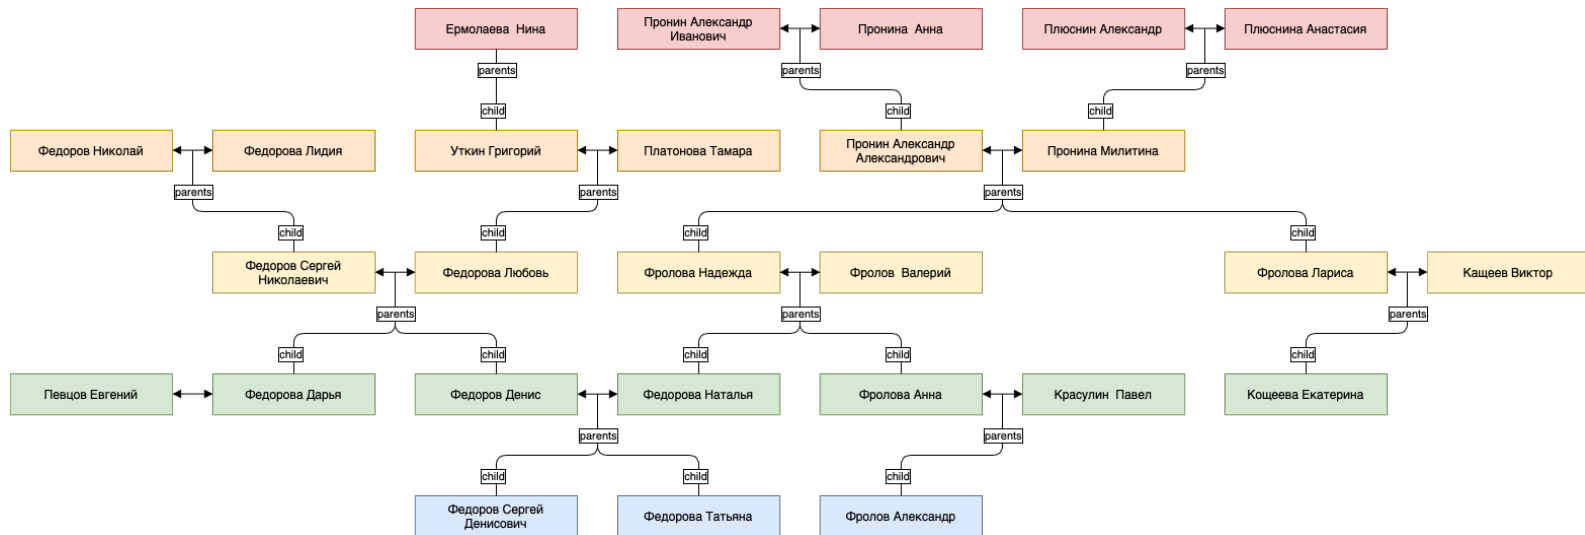 Ермолаева Нина
Пронин Александр
Иванович
Пронина Анна
Плюснин Александр
Плюснина Анастасия
parents
parents
parents
child
child
child
Федоров Николай
Федорова Лидия
Уткин Григорий
Платонова Тамара
Пронин Александр
Александрович
Пронина Милитина
parents
parents
parents
child
child
child
child
Федоров Сергей
Николаевич
Федорова Любовь
Фролова Надежда
Фролов Валерий
Фролова Лариса
Кащеев Виктор
parents
parents
parents
child
child
child
child
child
Певцов Евгений
Федорова Дарья
Федоров Денис
Федорова Наталья
Фролова Анна
Красулин Павел
Кощеева Екатерина
parents
parents
child
child
child
Федоров Сергей
Денисович
Федорова Татьяна
Фролов Александр